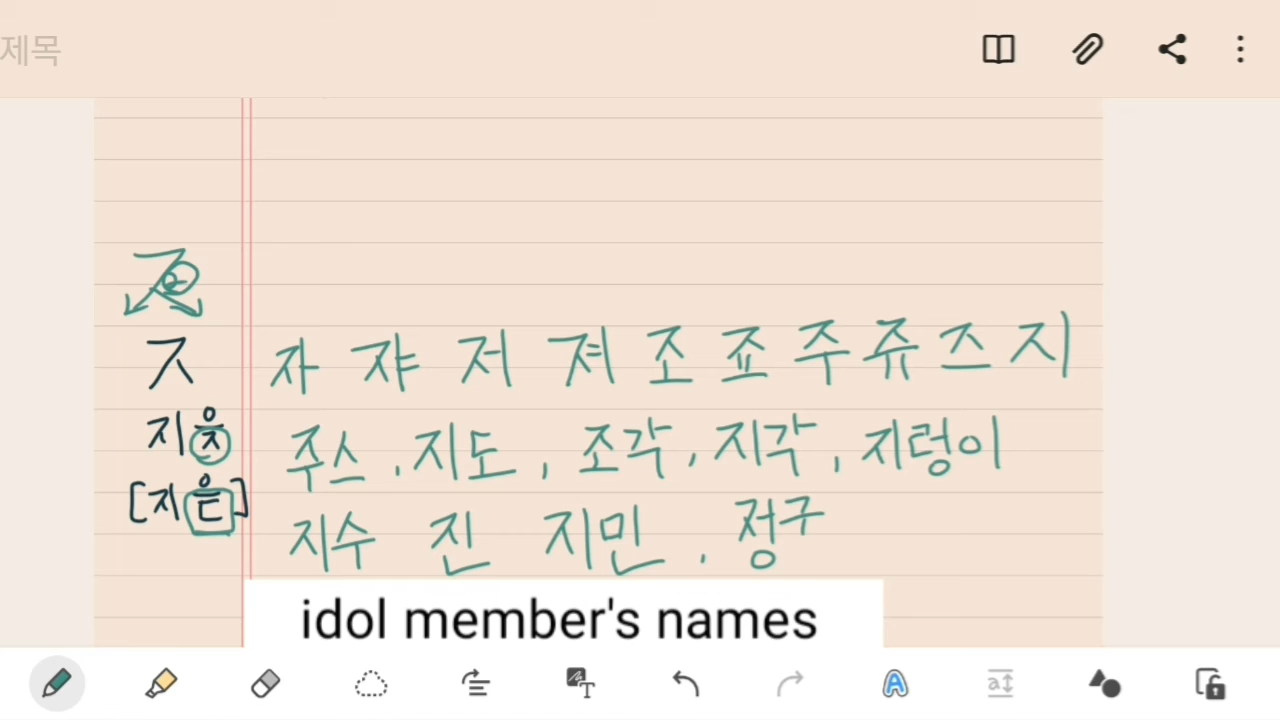 제목
ㅈ 자 쟈 저 져 조 죠 주 쥬 즈 지
지읒 주스, 지도, 조각, 지각, 지렁이
[지읃] 지수 진 지민, 정구
idol member's names